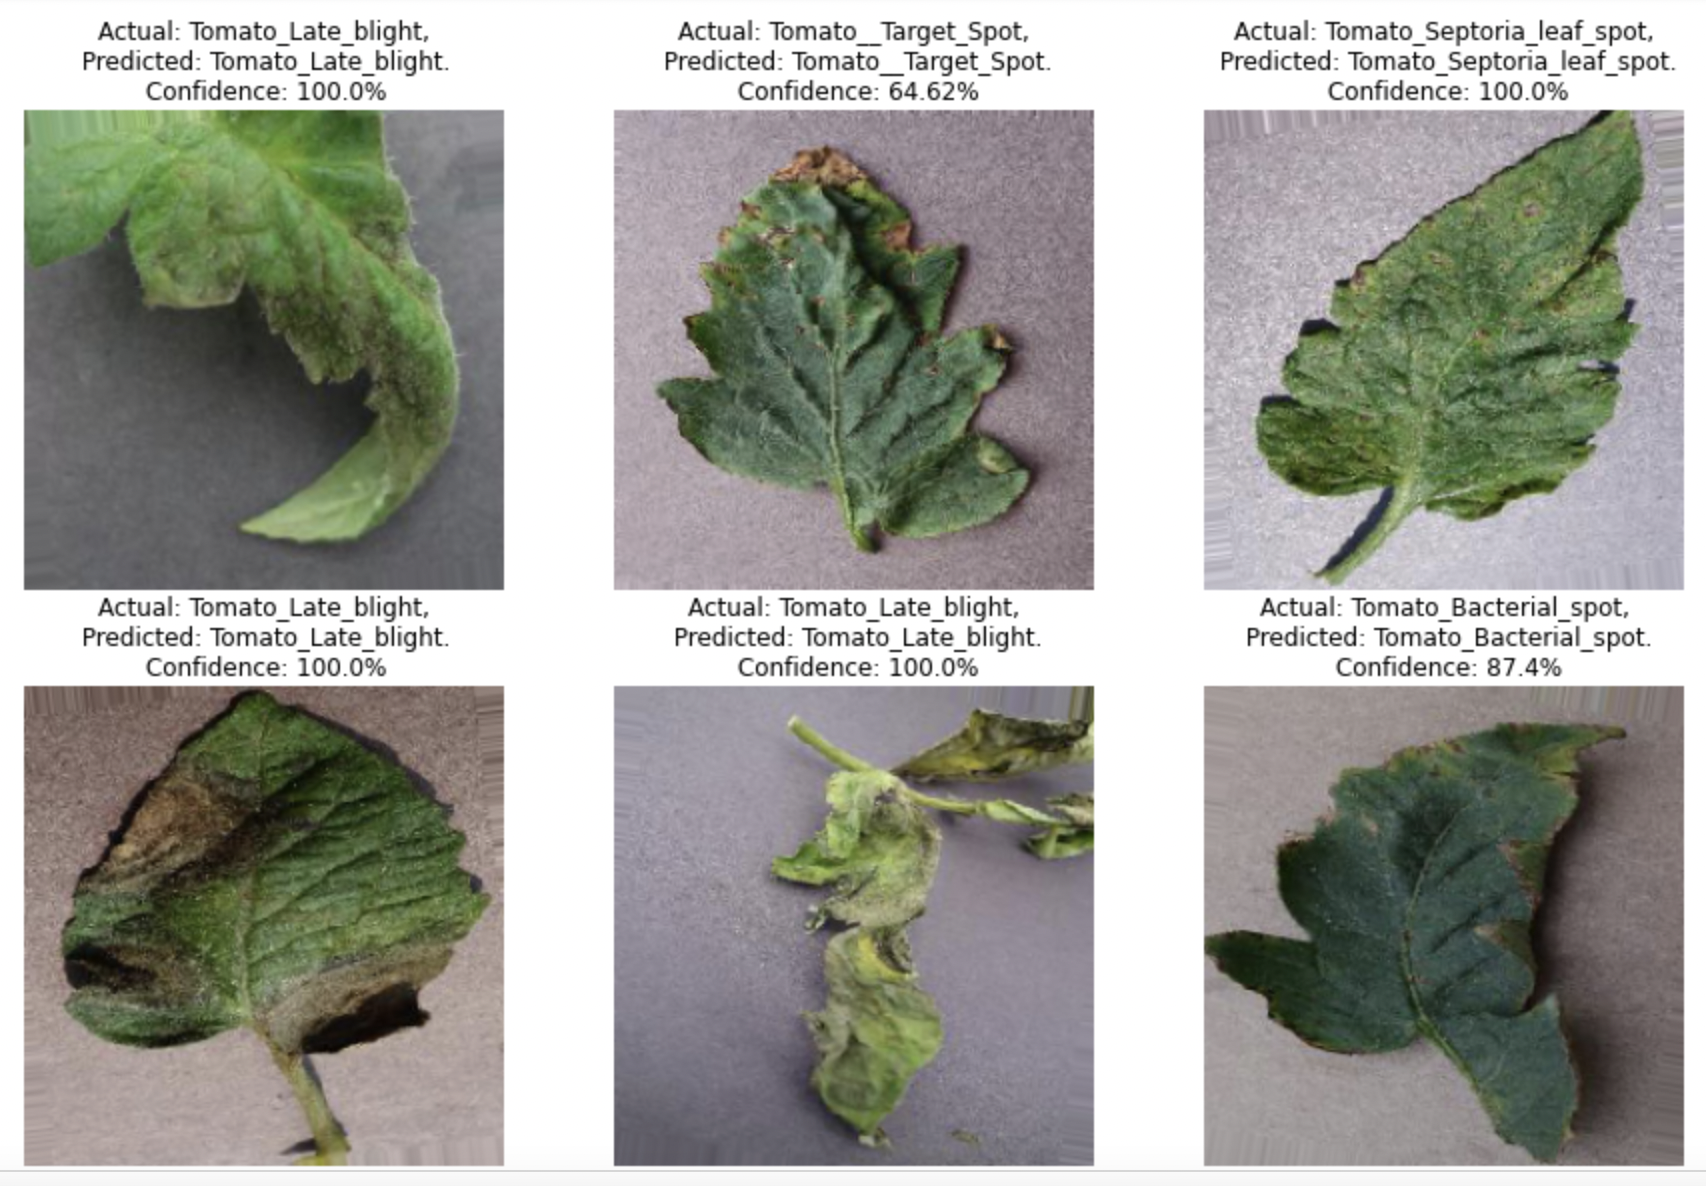 Actual: Tomato_Late_blight,
Predicted: Tomato_Late_blight.
Confidence: 100.0%
Actual: Tomato__Target_Spot,
Predicted: Tomato__Target_Spot.
Confidence: 64.62%
Actual: Tomato_Septoria_leaf_spot,
Predicted: Tomato_Septoria_leaf_spot.
Confidence: 100.0%
Actual: Tomato_Late_blight,
Predicted: Tomato_Late_blight.
Confidence: 100.0%
Actual: Tomato_Late_blight,
Predicted: Tomato_Late_blight.
Confidence: 100.0%
Actual: Tomato_Bacterial_spot,
Predicted: Tomato_Bacterial_spot.
Confidence: 87.4%